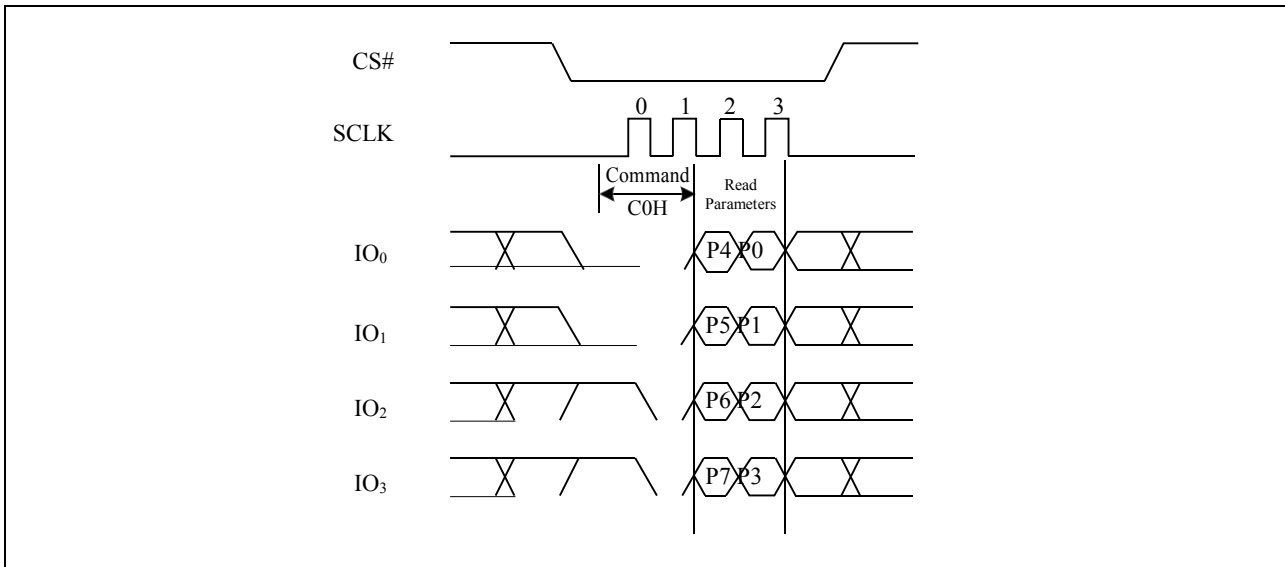 CS#
0 1 2 3
SCLK
Command
C0H
Read
Parameters
IO₀ P4 P0
IO₁ P5 P1
IO₂ P6 P2
IO₃ P7 P3